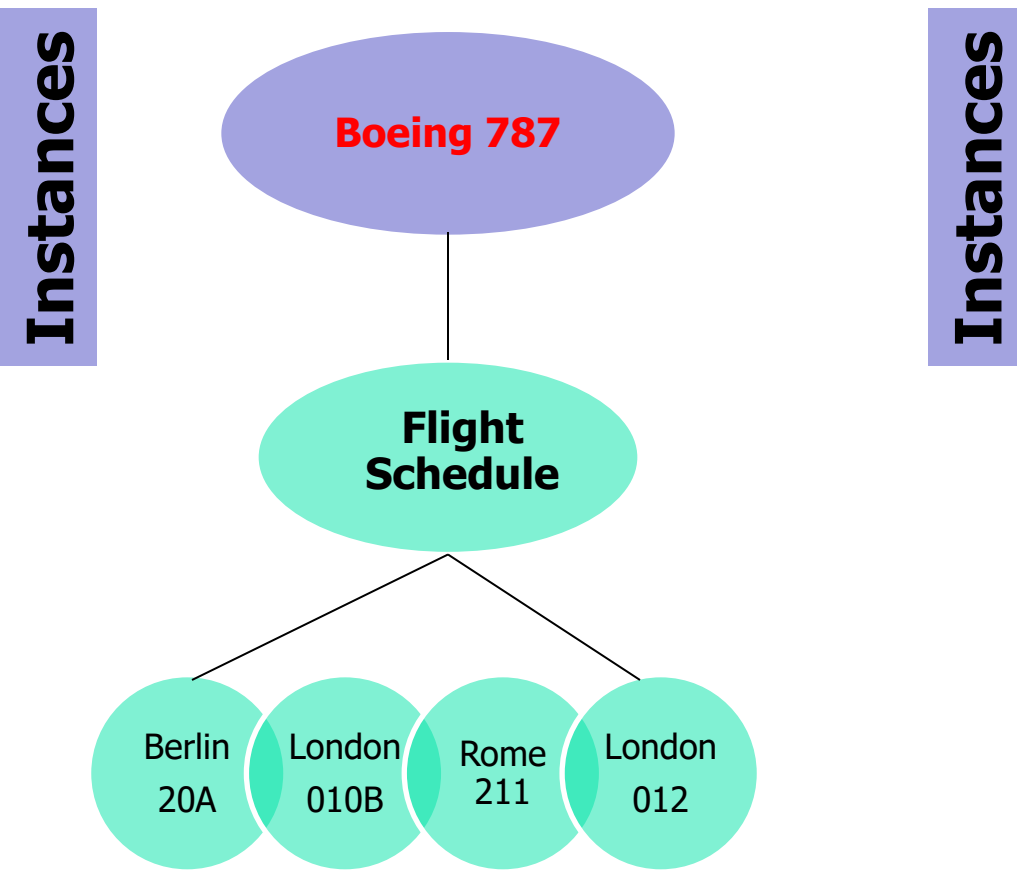 Instances
Boeing 787
Instances
Flight
Schedule
Berlin
20A
London
010B
Rome
211
London
012